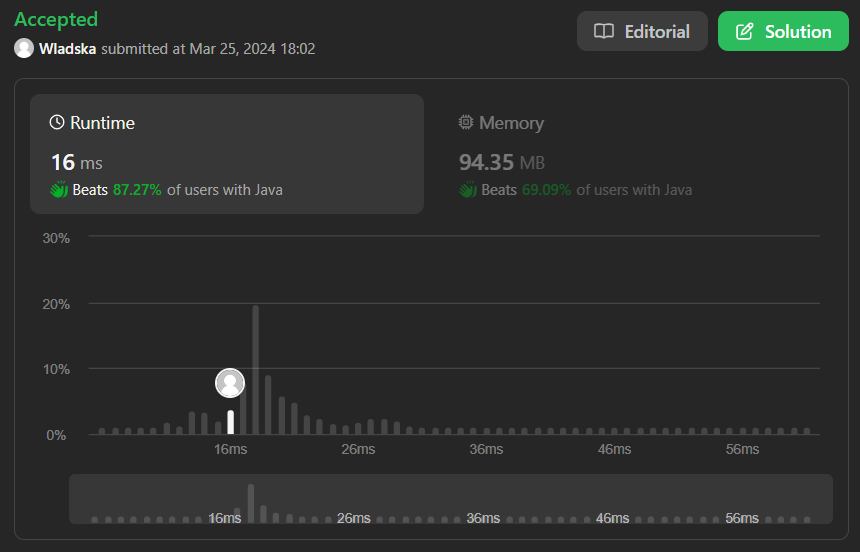 Accepted
Wladska submitted at Mar 25, 2024 18:02
Editorial
Solution
Runtime
16 ms
Beats 87.27% of users with Java
Memory
94.35 MB
Beats 69.09% of users with Java
30%
20%
10%
0%
16ms 26ms 36ms 46ms 56ms
16ms 26ms 36ms 46ms 56ms